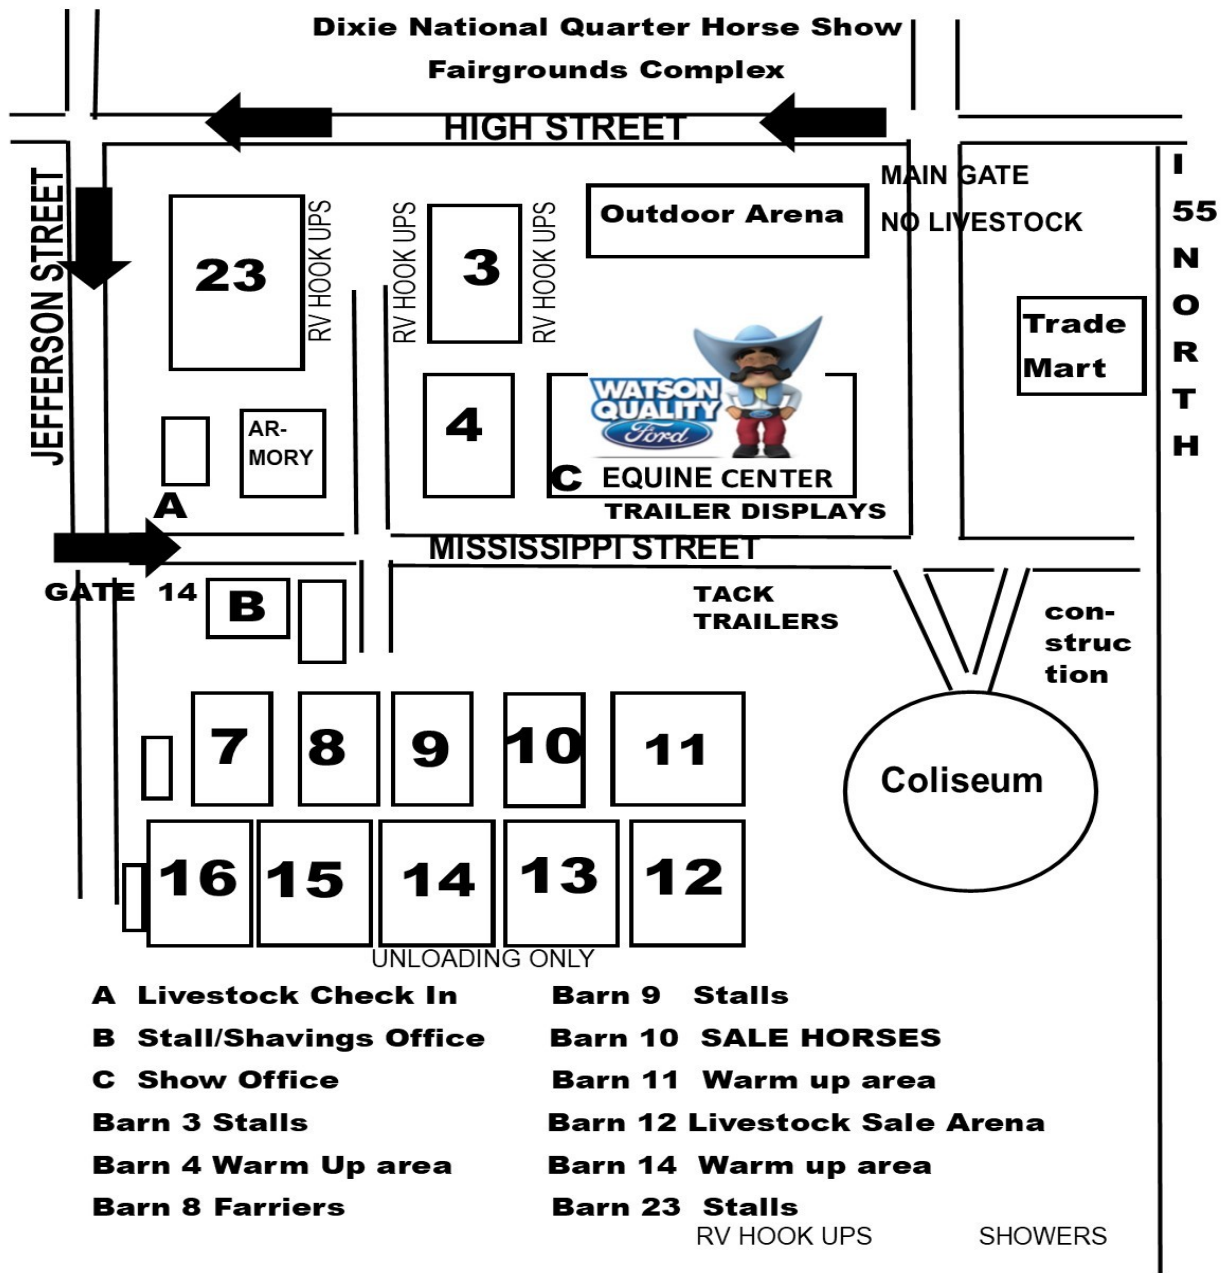 Dixie National Quarter Horse Show
Fairgrounds Complex
HIGH STREET
MAIN GATE
NO LIVESTOCK
I
55
N
O
R
T
H
JEFFERSON STREET
23
RV HOOK UPS
RV HOOK UPS
3
RV HOOK UPS
Outdoor Arena
Trade
Mart
WATSON
QUALITY
Ford
AR-
MORY
4
A
C EQUINE CENTER
TRAILER DISPLAYS
MISSISSIPPI STREET
GATE 14
B
TACK
TRAILERS
con-
struc
tion
7
8
9
10
11
Coliseum
16
15
14
13
12
UNLOADING ONLY
A Livestock Check In
B Stall/Shavings Office
C Show Office
Barn 3 Stalls
Barn 4 Warm Up area
Barn 8 Farriers
Barn 9 Stalls
Barn 10 SALE HORSES
Barn 11 Warm up area
Barn 12 Livestock Sale Arena
Barn 14 Warm up area
Barn 23 Stalls
RV HOOK UPS SHOWERS